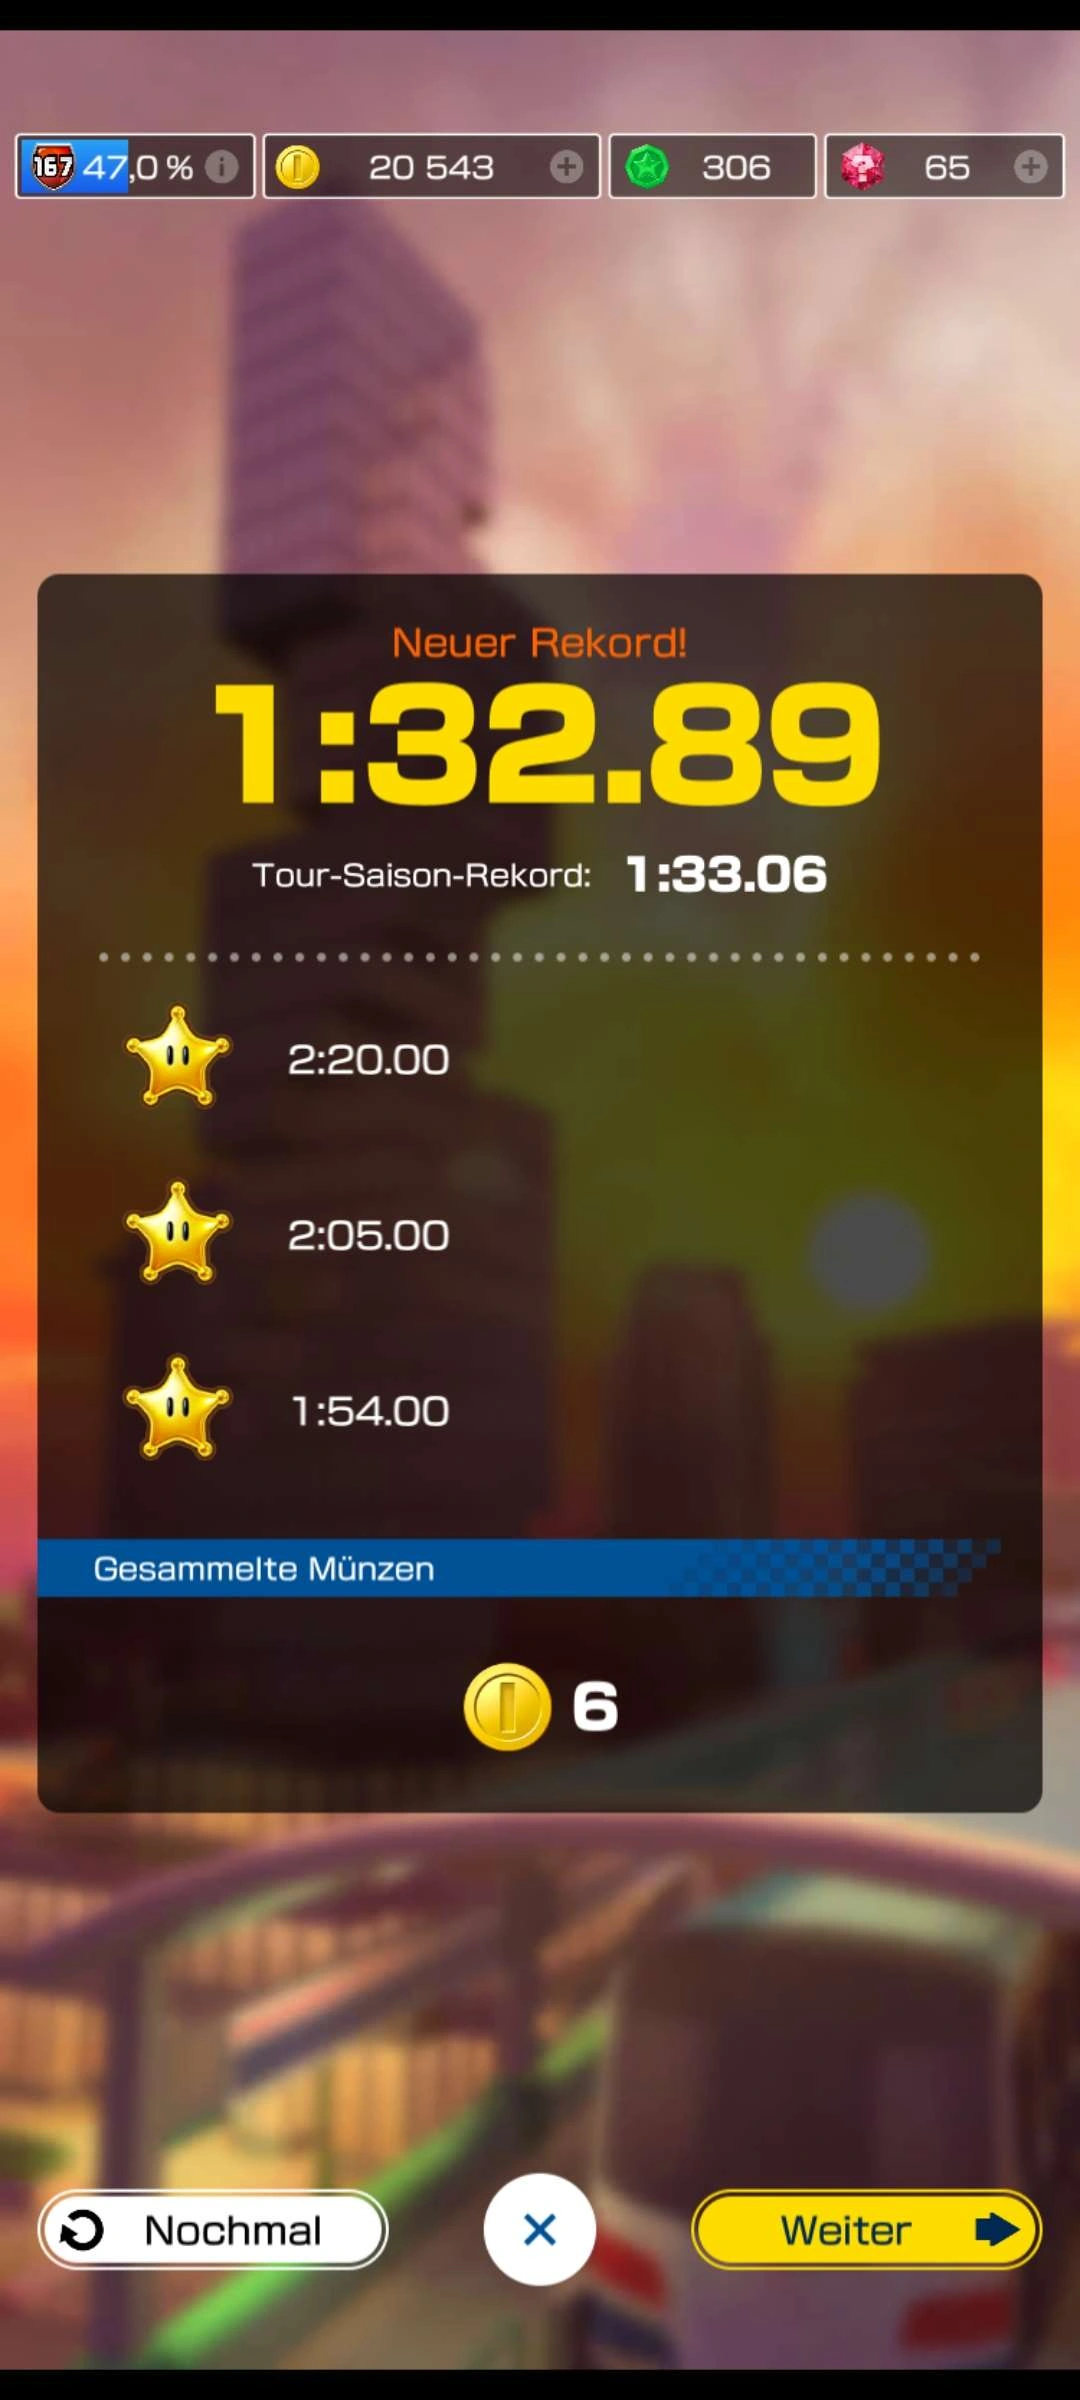 167 47,0 % i 20 543 + 306 ? 65 +
Neuer Rekord!
1:32.89
Tour-Saison-Rekord: 1:33.06
2:20.00
2:05.00
1:54.00
Gesammelte Münzen
6
Nochmal × Weiter